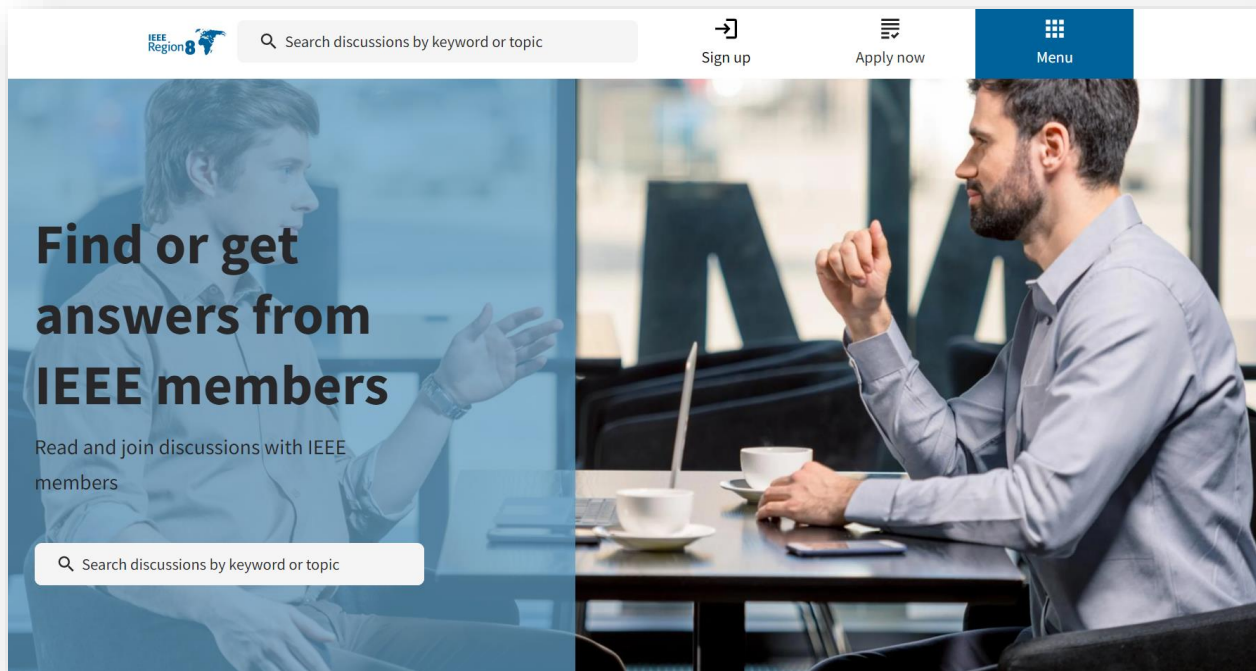 IEEE
Region 8
Search discussions by keyword or topic
Sign up
Apply now
Menu
Find or get
answers from
IEEE members
Read and join discussions with IEEE
members
Search discussions by keyword or topic